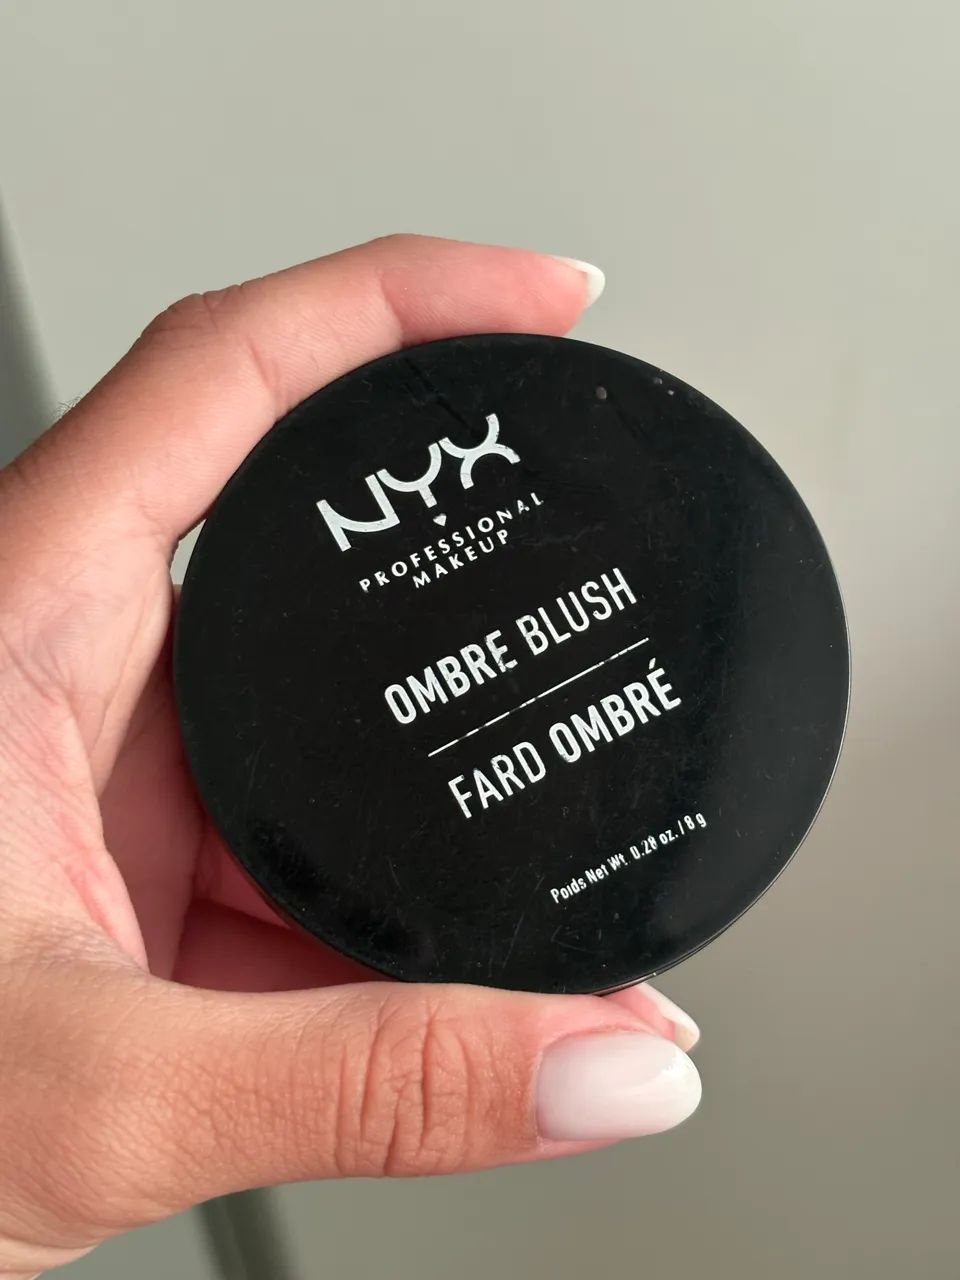 NYX
PROFESSIONAL
MAKEUP
OMBRE BLUSH
FARD OMBRÉ
Poids Net Wt. 0.28 oz. / 8 g